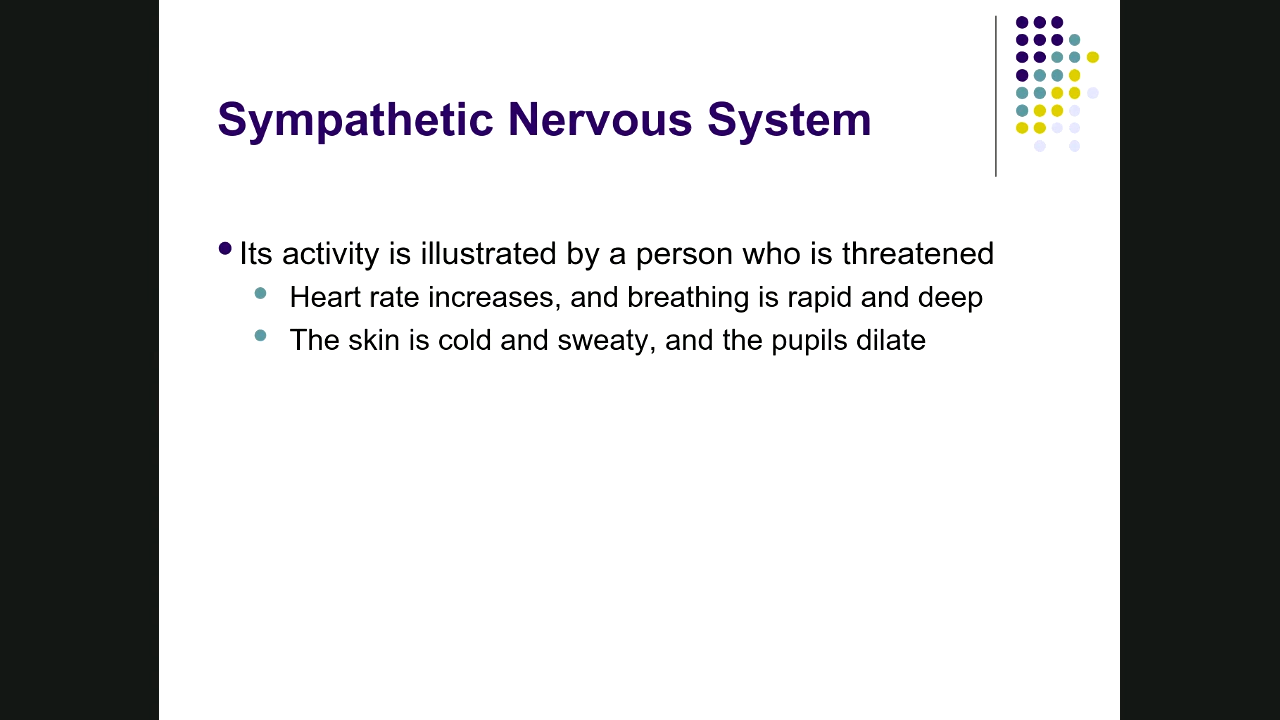 Sympathetic Nervous System
• Its activity is illustrated by a person who is threatened
• Heart rate increases, and breathing is rapid and deep
• The skin is cold and sweaty, and the pupils dilate